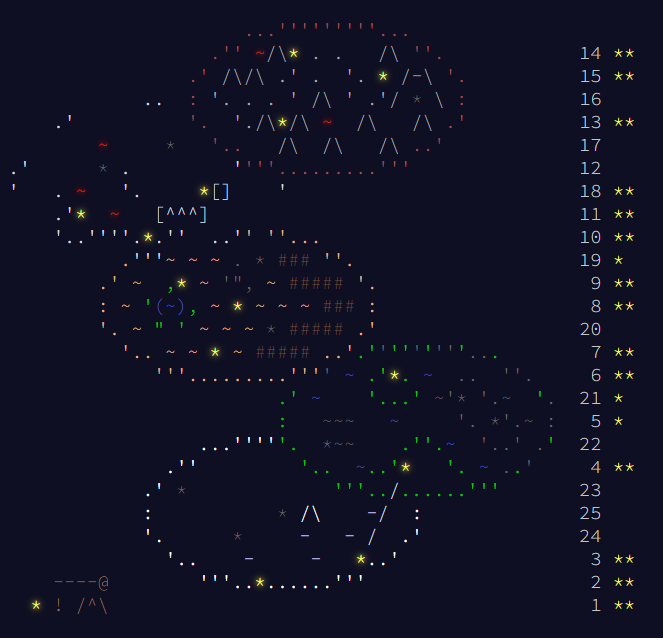 ...'''''''''...
                     .'' ~/\* . .    /\ ''.                14 **
                   .' /\/\ .' .  '. * /-\ '.               15 **
              ..   : '. . . ' /\ ' .'/ * \ :               16
     .'            '.  './\*/\ ~  /\    /\ .'              13 **
         ~      *    '..   /\  /\   /\ ..'                 17
.'        * .           ''''.........'''                   12
'    . ~    '.      *[]     '                              18 **
     .'*  ~    [^^^]                                       11 **
     '..''''.*.''  ..'' ''...                              10 **
            .'''~ ~ ~ . * ### ''.                          19 *
          .' ~  ,* ~ '", ~ ##### '.                         9 **
          : ~ '(~), ~ * ~ ~ ~ ### :                         8 **
          '. ~ " ' ~ ~ ~ * ##### .'                        20
            '.. ~ ~ * ~ ##### ..'.'''''''''...              7 **
               '''.........'''' ~ .'*. ~  ..  ''.           6 **
                            .' ~     '...' ~'* '.~  '.     21 *
                            :    ~~~    ~      '. *'.~ :    5 *
                    ...'''''.   *~~     .''.~  '..' .'     22
                 .''           '..  ~..'*    '. ~ ..'       4 **
              .' *                '''../......'''          23
              :             * /\     -/   :                25
              '.       *      -    - /   .'                24
                '..     -      -    *..'                    3 **
    ----@          '''..*......'''                          2 **
  * ! /^\                                                   1 **